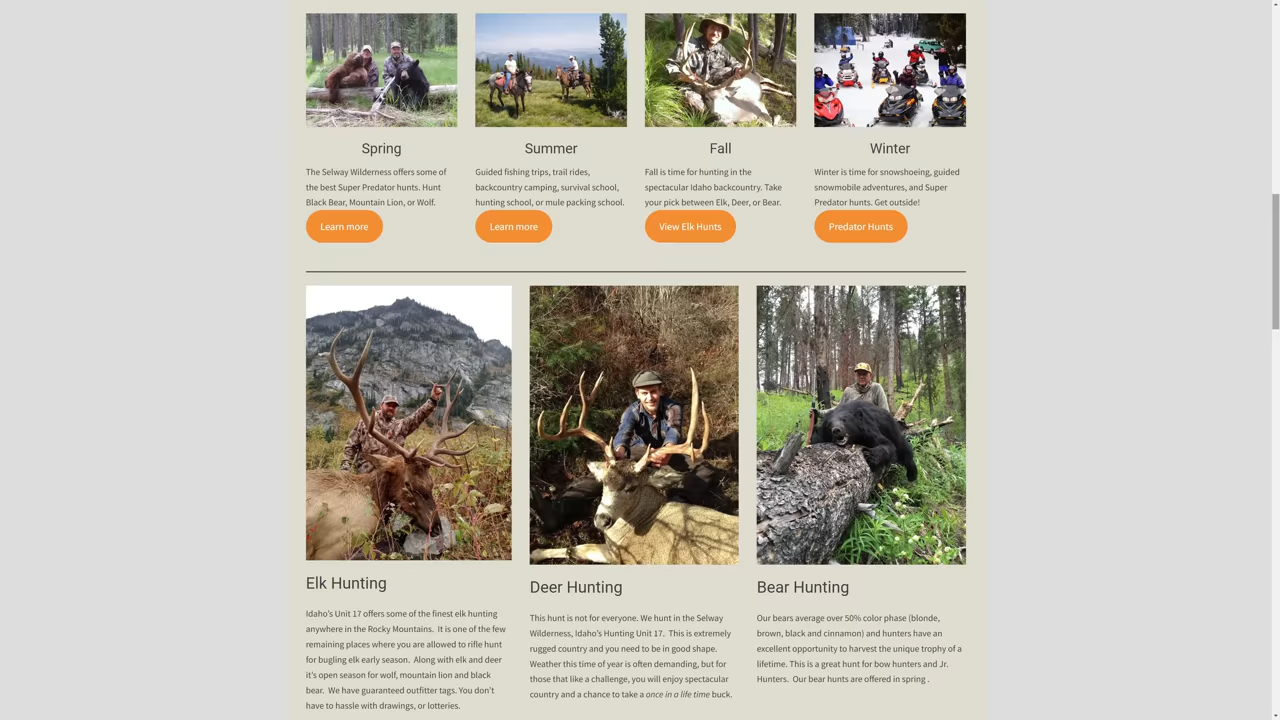 Spring
The Selway Wilderness offers some of
the best Super Predator hunts. Hunt
Black Bear, Mountain Lion, or Wolf.
Learn more
Summer
Guided fishing trips, trail rides,
backcountry camping, survival school,
hunting school, or mule packing school.
Learn more
Fall
Fall is time for hunting in the
spectacular Idaho backcountry. Take
your pick between Elk, Deer, or Bear.
View Elk Hunts
Winter
Winter is time for snowshoeing, guided
snowmobile adventures, and Super
Predator hunts. Get outside!
Predator Hunts
Elk Hunting
Idaho's Unit 17 offers some of the finest elk hunting
anywhere in the Rocky Mountains. It is one of the few
remaining places where you are allowed to rifle hunt
for bugling elk early season. Along with elk and deer
it's open season for wolf, mountain lion and black
bear. We have guaranteed outfitter tags. You don't
have to hassle with drawings, or lotteries.
Deer Hunting
This hunt is not for everyone. We hunt in the Selway
Wilderness, Idaho's Hunting Unit 17. This is extremely
rugged country and you need to be in good shape.
Weather this time of year is often demanding, but for
those that like a challenge, you will enjoy spectacular
country and a chance to take a once in a life time buck.
Bear Hunting
Our bears average over 50% color phase (blonde,
brown, black and cinnamon) and hunters have an
excellent opportunity to harvest the unique trophy of a
lifetime. This is a great hunt for bow hunters and Jr.
Hunters. Our bear hunts are offered in spring .